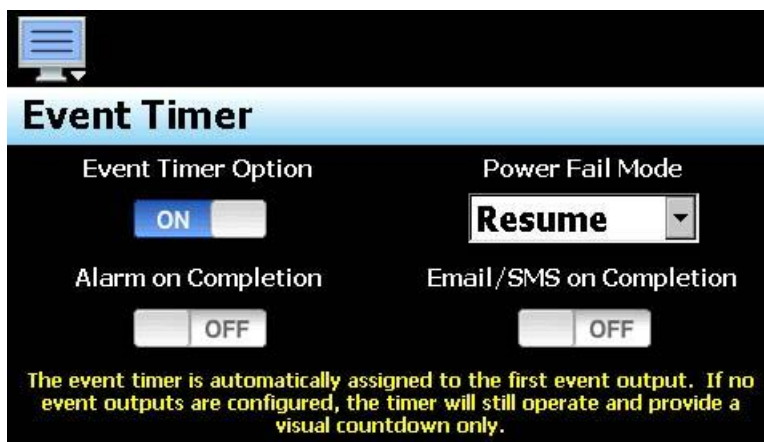 Event Timer
Event Timer Option
Power Fail Mode
ON
Resume
Alarm on Completion
Email/SMS on Completion
OFF
OFF
The event timer is automatically assigned to the first event output. If no
event outputs are configured, the timer will still operate and provide a
visual countdown only.